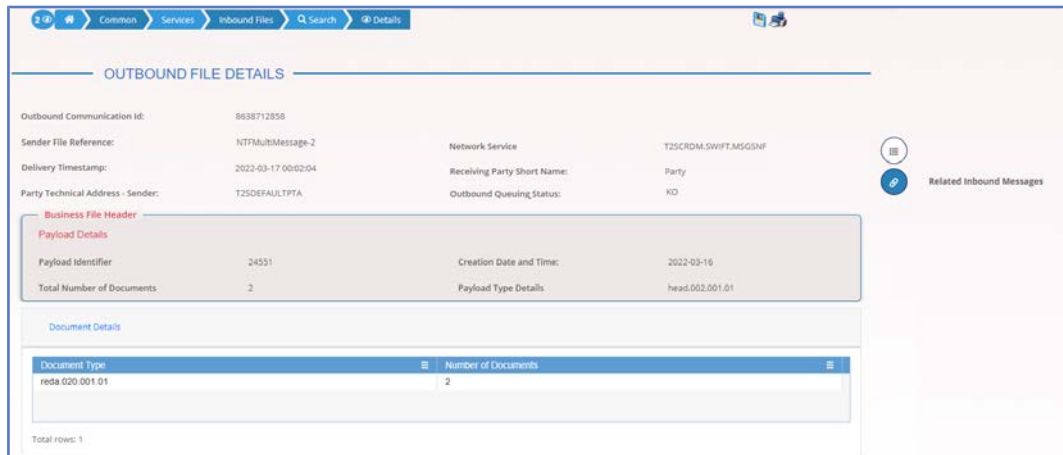 2 Common Services Inbound Files Search Details
OUTBOUND FILE DETAILS
Outbound Communication Id: 8638712858
Sender File Reference: NTFMultiMessage-2 Network Service T2SCRDM.SWIFT.MSGSNF
Delivery Timestamp: 2022-03-17 00:02:04 Receiving Party Short Name: Party
Party Technical Address - Sender: T2SDEFAULTPTA Outbound Queuing Status: KO
Related Inbound Messages
Business File Header
Payload Details
Payload Identifier 24551 Creation Date and Time: 2022-03-16
Total Number of Documents 2 Payload Type Details head.002.001.01
Document Details
Document Type Number of Documents
reda.020.001.01 2
Total rows: 1